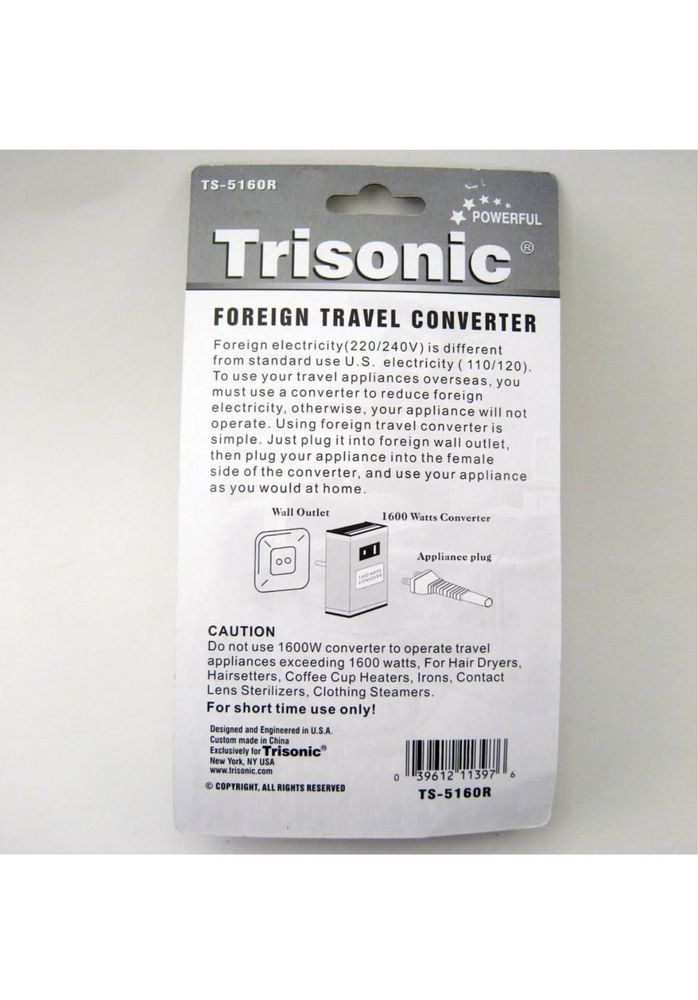 TS-5160R
POWERFUL
Trisonic®
FOREIGN TRAVEL CONVERTER
Foreign electricity(220/240V) is different
from standard use U.S. electricity ( 110/120).
To use your travel appliances overseas, you
must use a converter to reduce foreign
electricity, otherwise, your appliance will not
operate. Using foreign travel converter is
simple. Just plug it into foreign wall outlet,
then plug your appliance into the female
side of the converter, and use your appliance
as you would at home.
Wall Outlet
1600 Watts Converter
Appliance plug
1600 WATTS
CONVERTER
CAUTION
Do not use 1600W converter to operate travel
appliances exceeding 1600 watts, For Hair Dryers,
Hairsetters, Coffee Cup Heaters, Irons, Contact
Lens Sterilizers, Clothing Steamers.
For short time use only!
Designed and Engineered in U.S.A.
Custom made in China
Exclusively for Trisonic®
New York, NY USA
www.trisonic.com
© COPYRIGHT, ALL RIGHTS RESERVED
0 39612 11397 6
TS-5160R